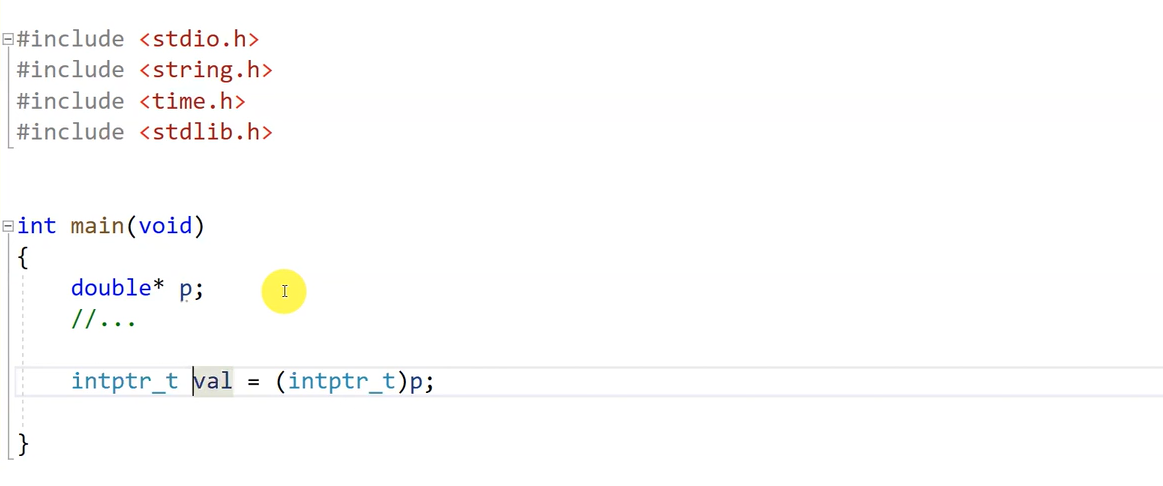 #include <stdio.h>
#include <string.h>
#include <time.h>
#include <stdlib.h>
int main(void)
{
double* p;
//...
intptr_t val = (intptr_t)p;
}